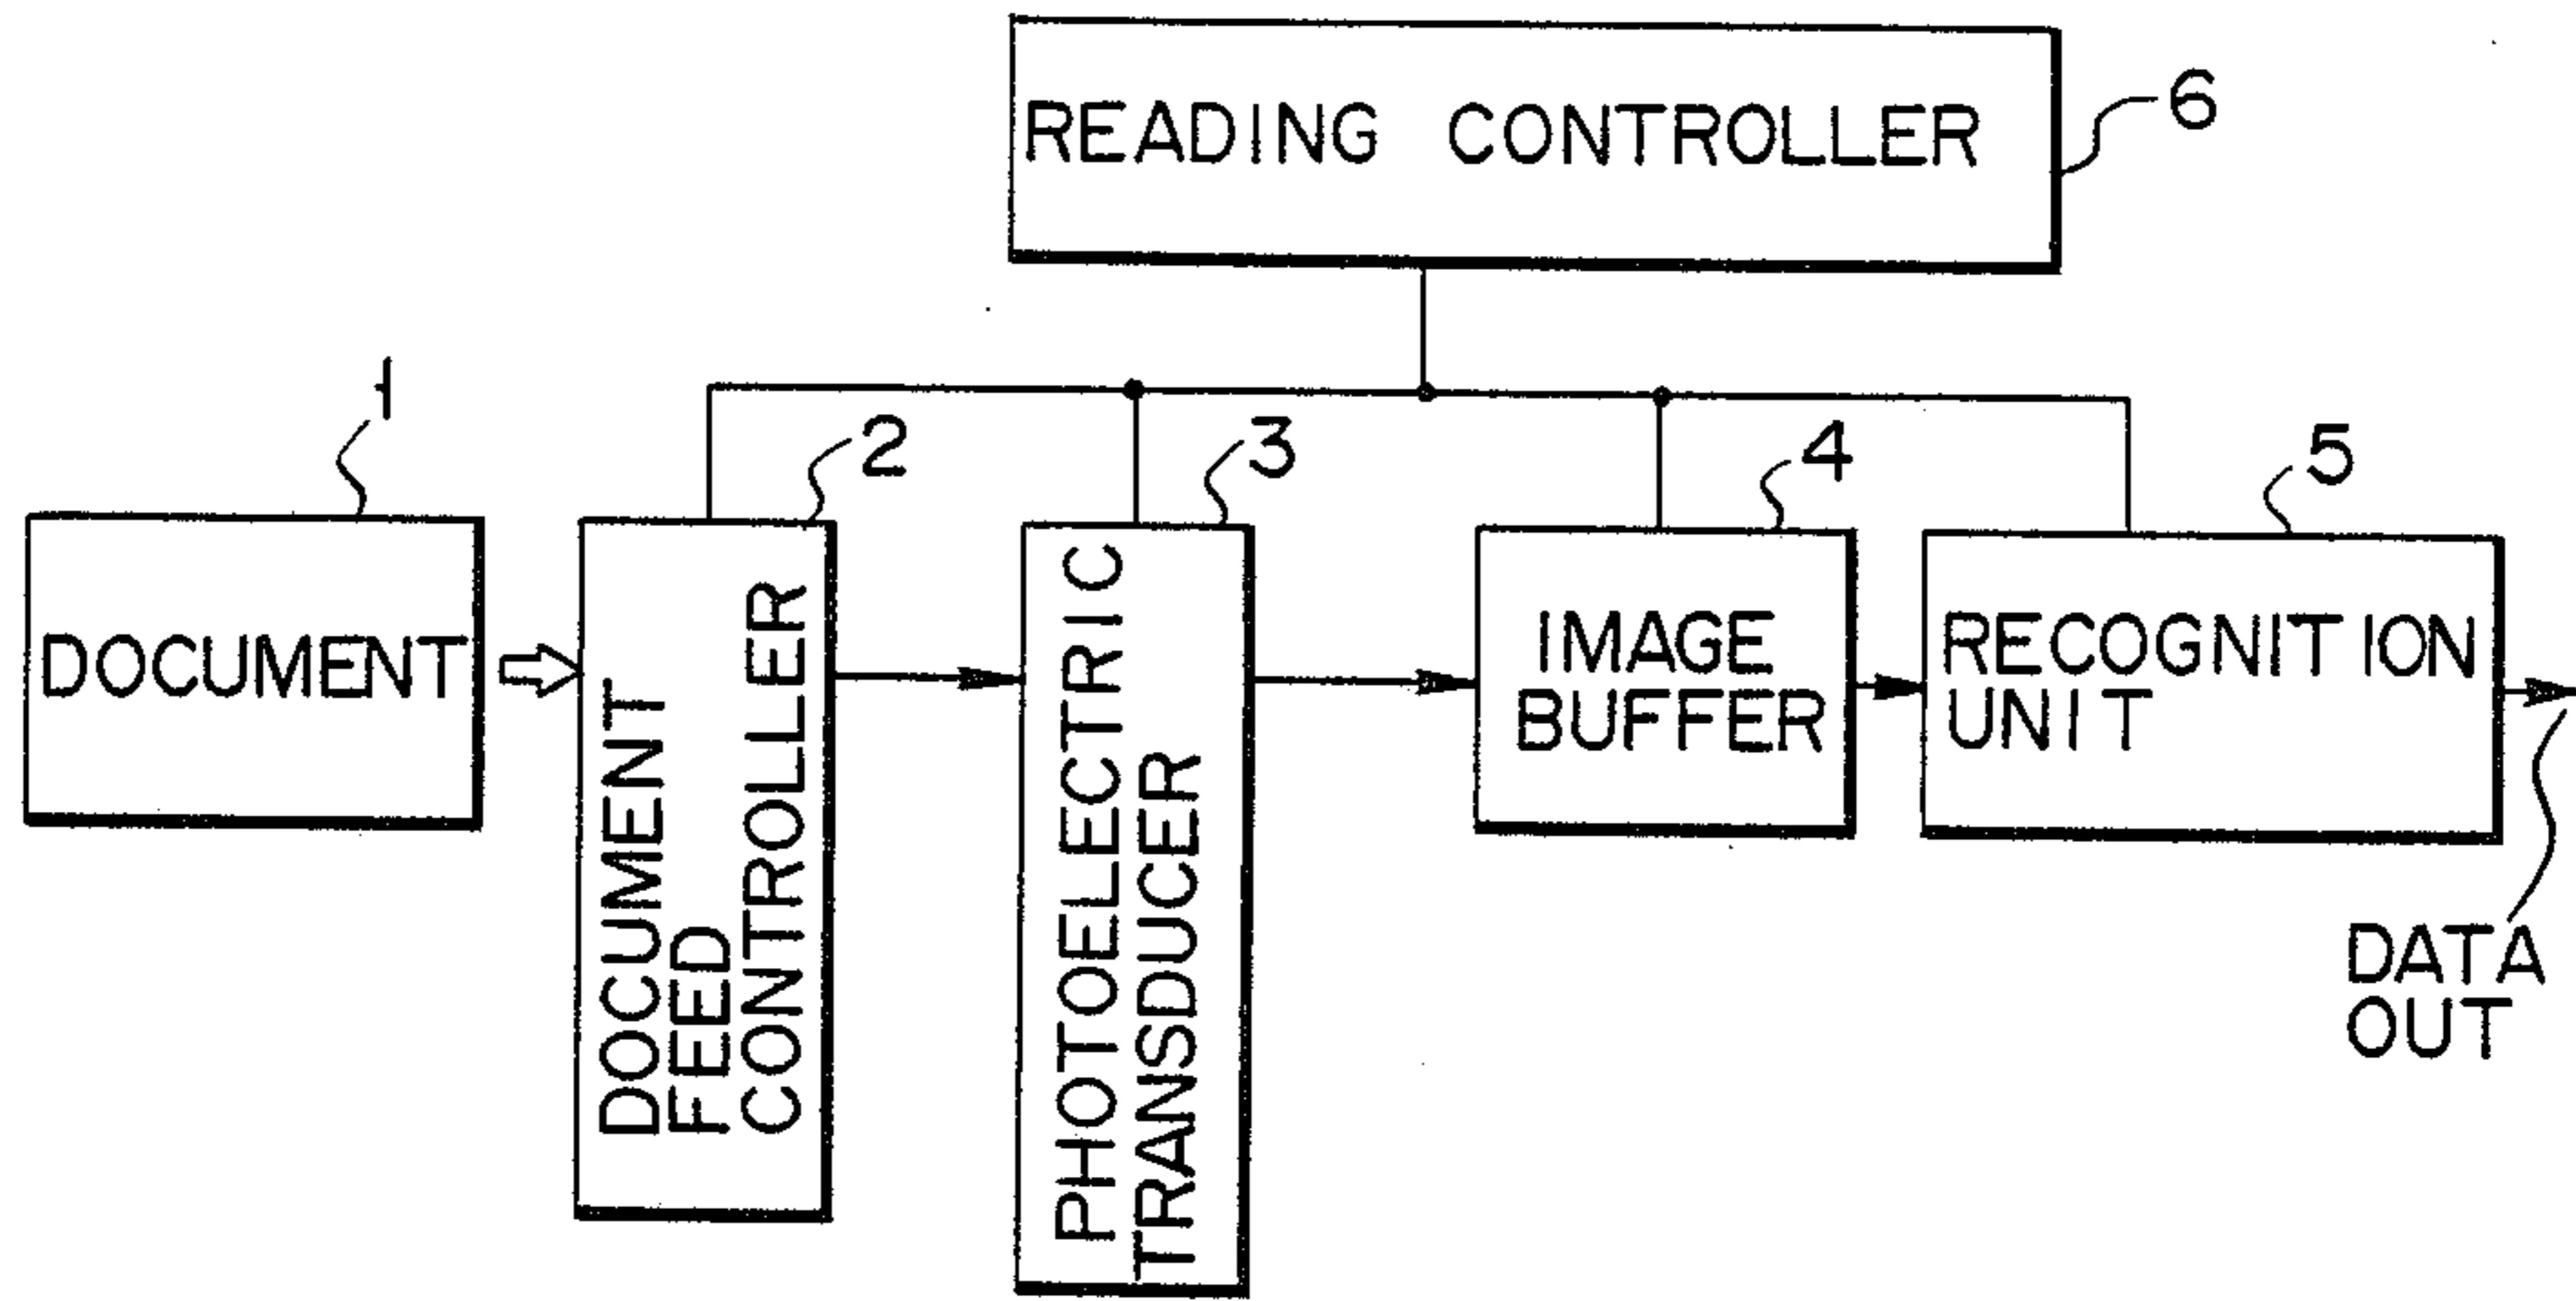 READING CONTROLLER
6
1
2
3
4
5
DOCUMENT
DOCUMENT
FEED
CONTROLLER
PHOTOELECTRIC
TRANSDUCER
IMAGE
BUFFER
RECOGNITION
UNIT
DATA
OUT